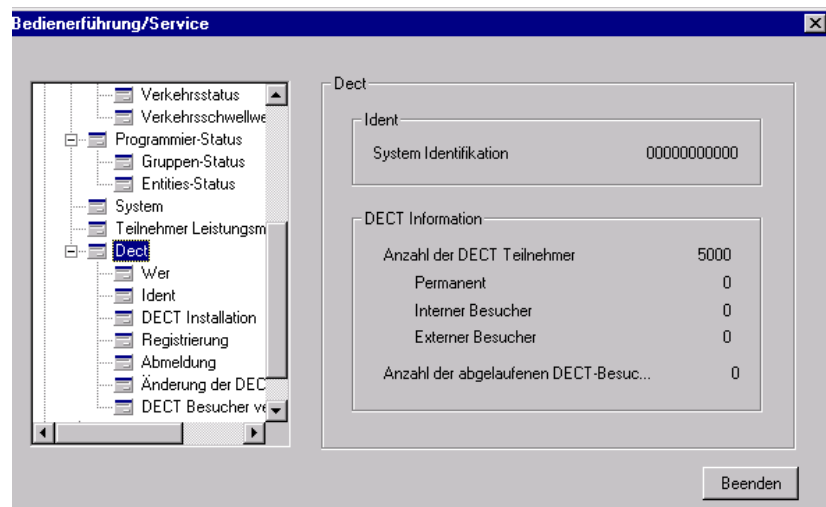 Bedienerführung/Service
Verkehrsstatus
Verkehrsschwellwe
Programmier-Status
Gruppen-Status
Entities-Status
System
Teilnehmer Leistungsm
Dect
Wer
Ident
DECT Installation
Registrierung
Abmeldung
Änderung der DEC
DECT Besucher ve
Dect
Ident
System Identifikation 00000000000
DECT Information
Anzahl der DECT Teilnehmer 5000
Permanent 0
Interner Besucher 0
Externer Besucher 0
Anzahl der abgelaufenen DECT-Besuc... 0
Beenden